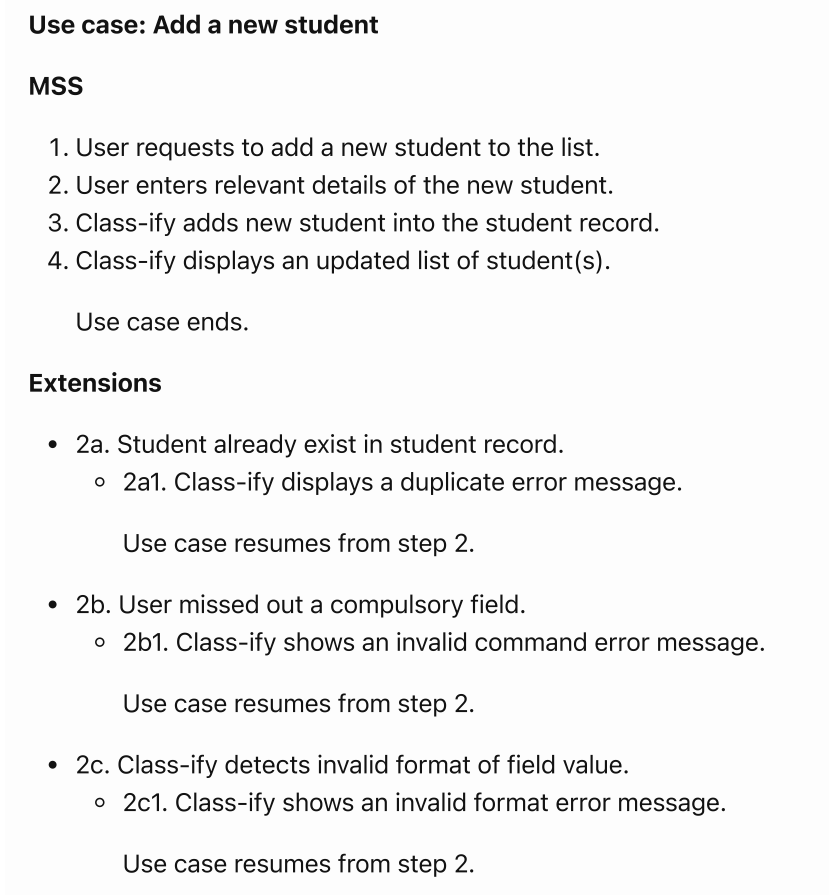 Use case: Add a new student
MSS
1. User requests to add a new student to the list.
2. User enters relevant details of the new student.
3. Class-ify adds new student into the student record.
4. Class-ify displays an updated list of student(s).
Use case ends.
Extensions
• 2a. Student already exist in student record.
◦ 2a1. Class-ify displays a duplicate error message.
Use case resumes from step 2.
• 2b. User missed out a compulsory field.
◦ 2b1. Class-ify shows an invalid command error message.
Use case resumes from step 2.
• 2c. Class-ify detects invalid format of field value.
◦ 2c1. Class-ify shows an invalid format error message.
Use case resumes from step 2.